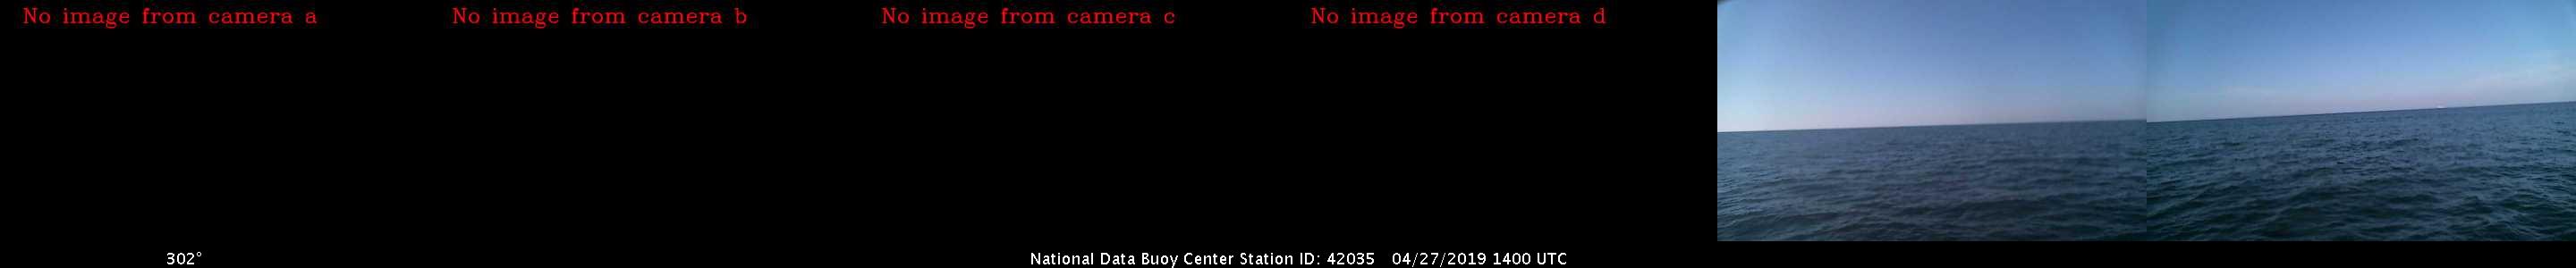 No image from camera a
No image from camera b
No image from camera c
No image from camera d
302°
National Data Buoy Center Station ID: 42035 04/27/2019 1400 UTC